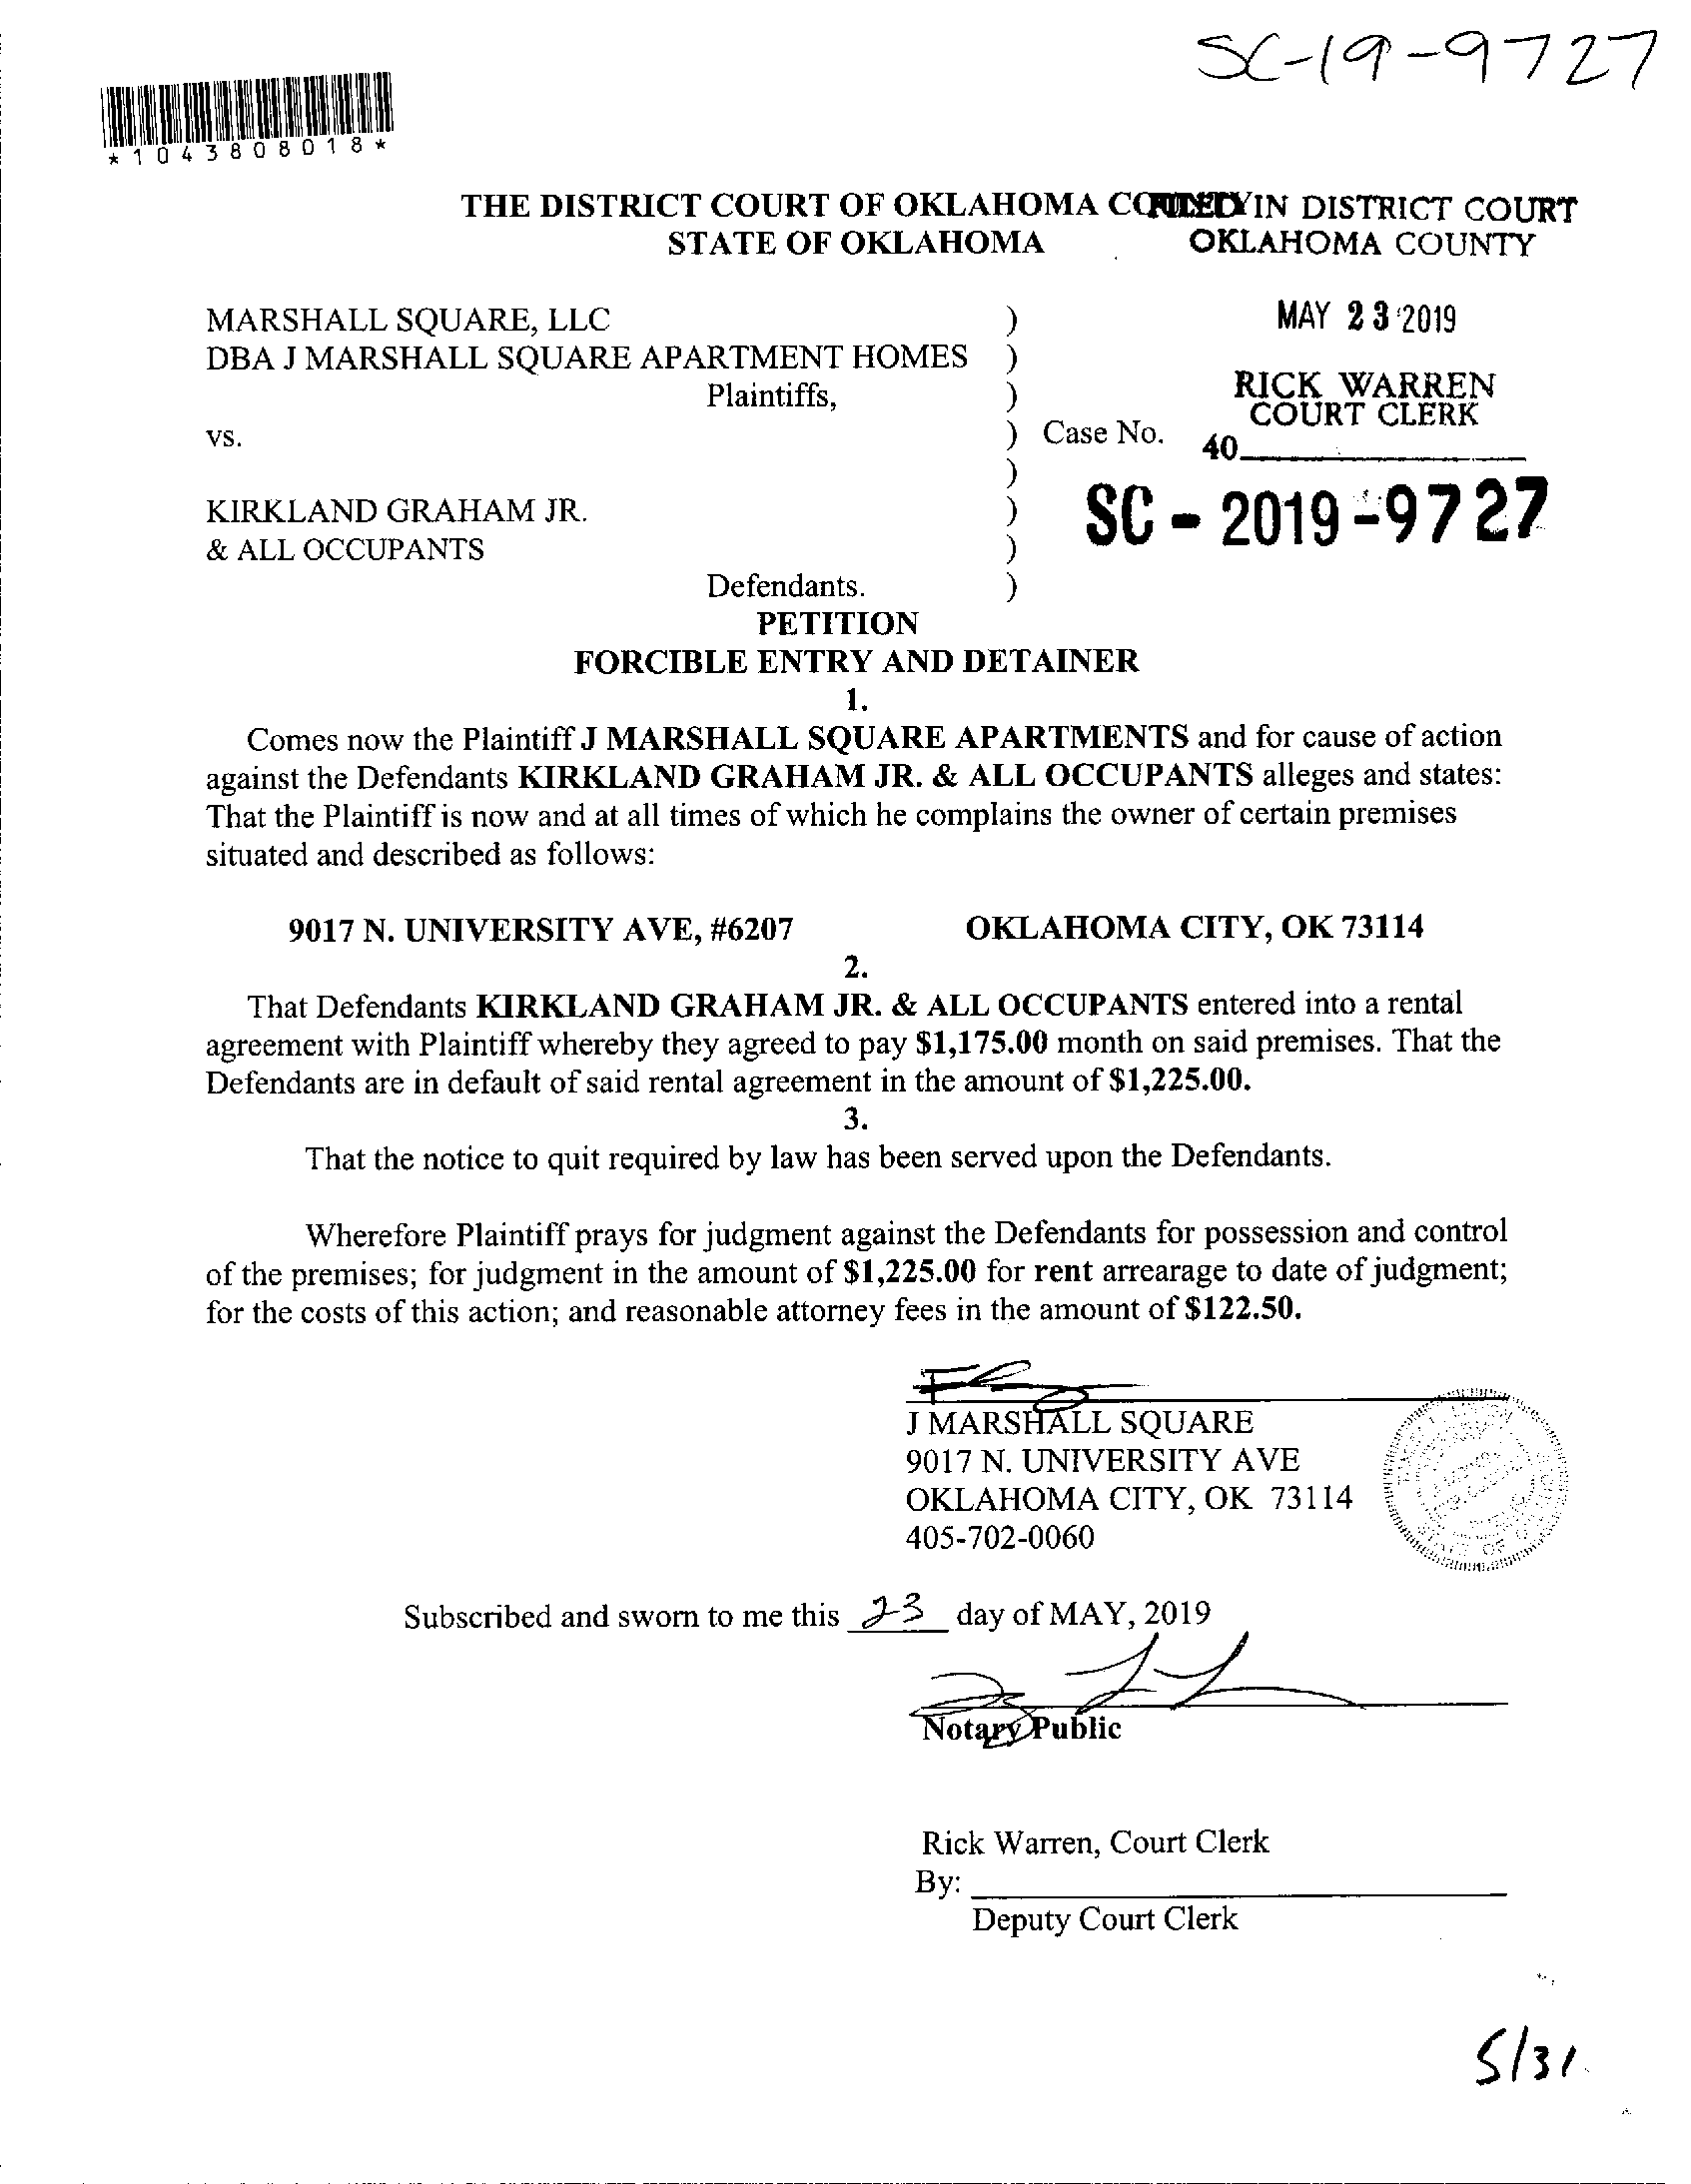 SC-19-9727
*1043808018*
THE DISTRICT COURT OF OKLAHOMA COUNTY
STATE OF OKLAHOMA
FILED IN DISTRICT COURT
OKLAHOMA COUNTY
MAY 23 2019
RICK WARREN
COURT CLERK
40
MARSHALL SQUARE, LLC )
DBA J MARSHALL SQUARE APARTMENT HOMES )
Plaintiffs, )
vs. ) Case No.
)
KIRKLAND GRAHAM JR. ) SC - 2019 - 9727
& ALL OCCUPANTS )
Defendants. )
PETITION
FORCIBLE ENTRY AND DETAINER
1.
Comes now the Plaintiff J MARSHALL SQUARE APARTMENTS and for cause of action
against the Defendants KIRKLAND GRAHAM JR. & ALL OCCUPANTS alleges and states:
That the Plaintiff is now and at all times of which he complains the owner of certain premises
situated and described as follows:
9017 N. UNIVERSITY AVE, #6207 OKLAHOMA CITY, OK 73114
2.
That Defendants KIRKLAND GRAHAM JR. & ALL OCCUPANTS entered into a rental
agreement with Plaintiff whereby they agreed to pay $1,175.00 month on said premises. That the
Defendants are in default of said rental agreement in the amount of $1,225.00.
3.
That the notice to quit required by law has been served upon the Defendants.
Wherefore Plaintiff prays for judgment against the Defendants for possession and control
of the premises; for judgment in the amount of $1,225.00 for rent arrearage to date of judgment;
for the costs of this action; and reasonable attorney fees in the amount of $122.50.
J MARSHALL SQUARE
9017 N. UNIVERSITY AVE
OKLAHOMA CITY, OK 73114
405-702-0060
Subscribed and sworn to me this 23 day of MAY, 2019
Notary Public
Rick Warren, Court Clerk
By:
Deputy Court Clerk
5/31